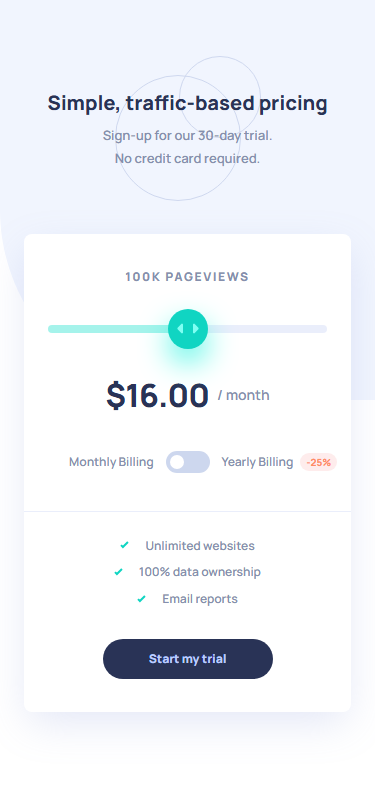 Simple, traffic-based pricing
Sign-up for our 30-day trial.
No credit card required.
100K PAGEVIEWS
$16.00 / month
Monthly Billing Yearly Billing -25%
Unlimited websites
100% data ownership
Email reports
Start my trial